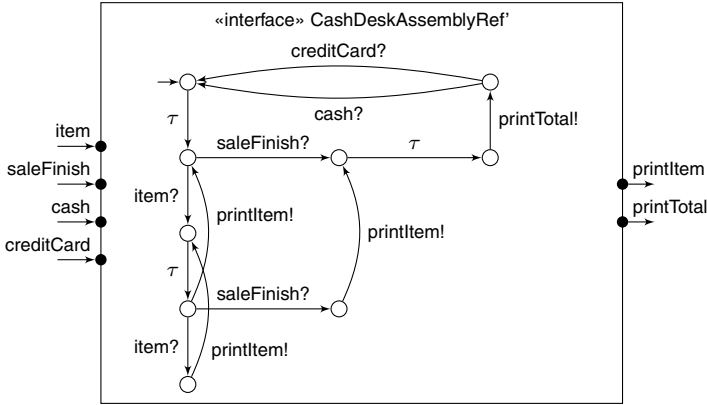 «interface» CashDeskAssemblyRef’
creditCard?
cash?
τ
printTotal!
item
saleFinish?
τ
saleFinish
printItem
item?
cash
printItem!
printTotal
printItem!
creditCard
τ
saleFinish?
item?
printItem!